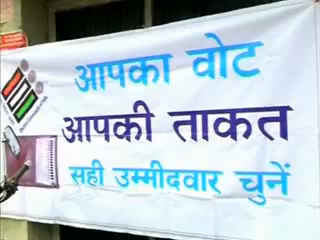 आपका वोट
आपकी ताकत
सही उम्मीदवार चुनें